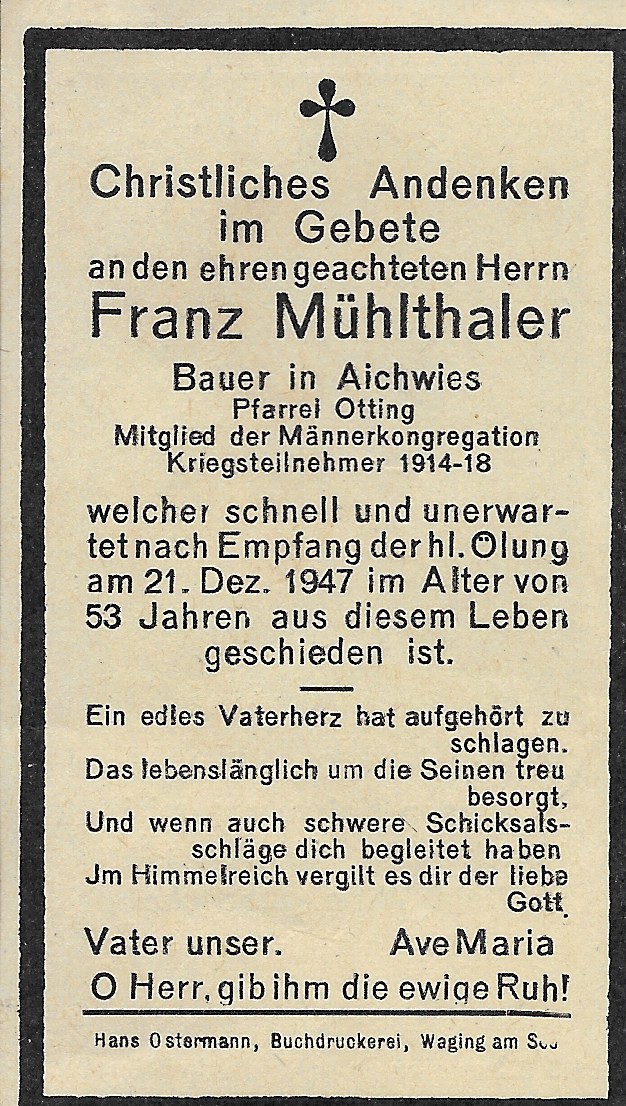 Christliches Andenken
im Gebete
an den ehrengeachteten Herrn
Franz Mühlthaler
Bauer in Aichwies
Pfarrei Otting
Mitglied der Männerkongregation
Kriegsteilnehmer 1914-18
welcher schnell und unerwar-
tet nach Empfang der hl. Ölung
am 21. Dez. 1947 im Alter von
53 Jahren aus diesem Leben
geschieden ist.
Ein edles Vaterherz hat aufgehört zu
schlagen.
Das lebenslänglich um die Seinen treu
besorgt,
Und wenn auch schwere Schicksals-
schläge dich begleitet haben
Jm Himmelreich vergilt es dir der liebe
Gott.
Vater unser. Ave Maria
O Herr, gib ihm die ewige Ruh!
Hans Ostermann, Buchdruckerei, Waging am